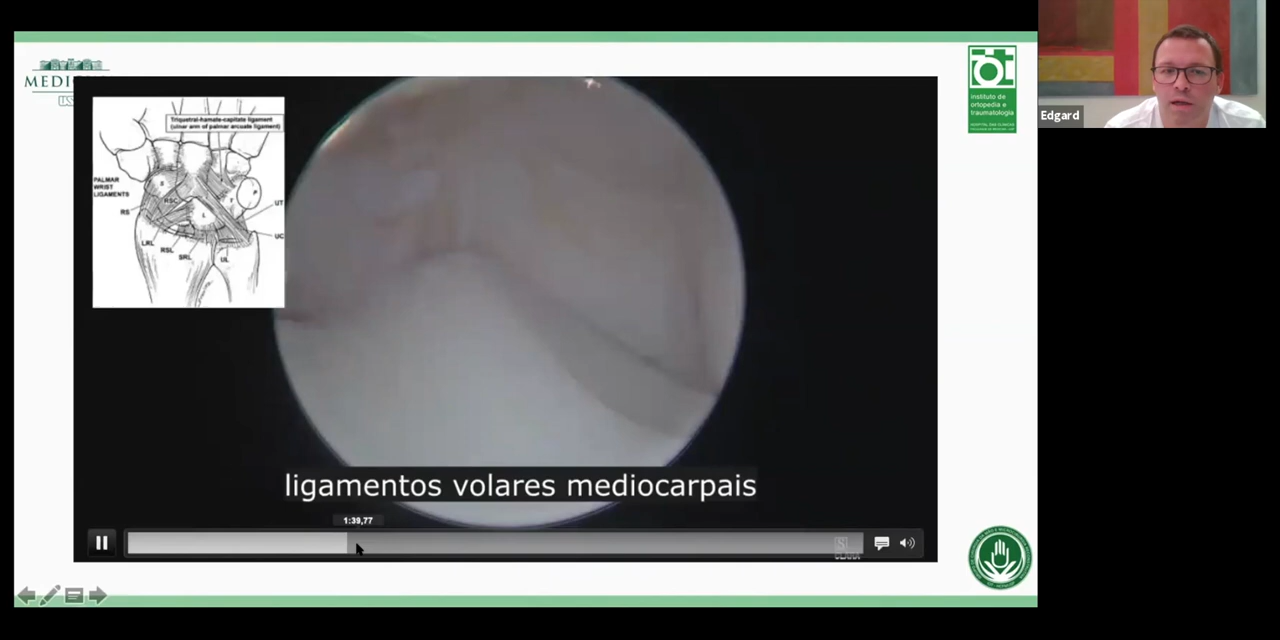 MEDI
Triquetral-hamate-capitate ligament
(ulnar arm of palmar arcuate ligament)
PALMAR
WRIST
LIGAMENTS
S
P
RSC
T
RS
L
UT
UC
LRL
RSL
SRL
UL
instituto de
ortopedia e
traumatologia
Edgard
ligamentos volares mediocarpais
1:39,77